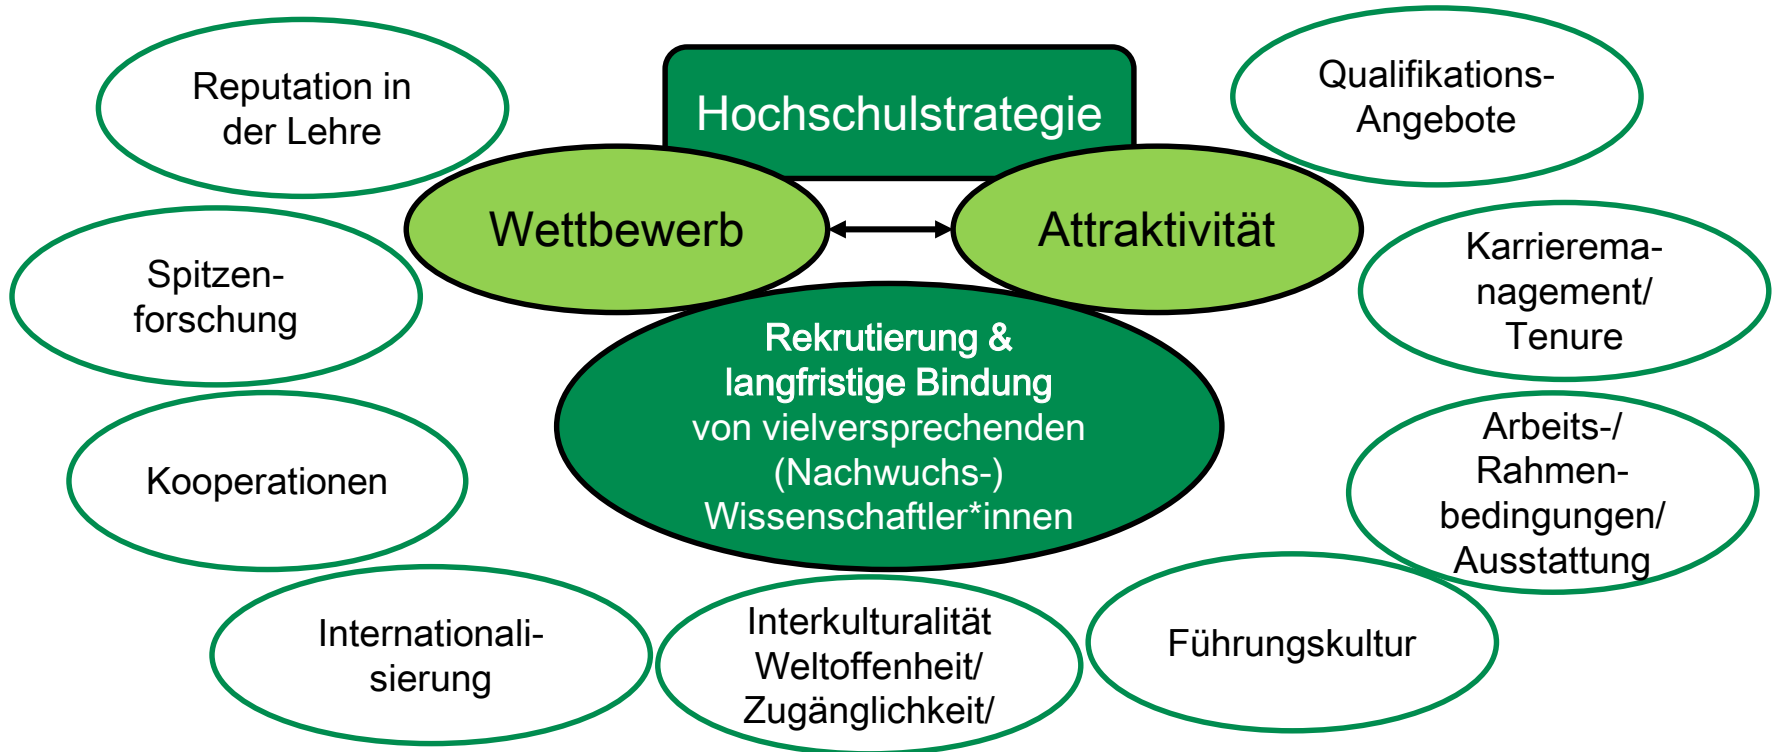 Reputation in
der Lehre
Hochschulstrategie
Qualifikations-
Angebote
Wettbewerb
Attraktivität
Spitzen-
forschung
Karrierema-
nagement/
Tenure
Rekrutierung &
langfristige Bindung
von vielversprechenden
(Nachwuchs-)
Wissenschaftler*innen
Kooperationen
Arbeits-/
Rahmen-
bedingungen/
Ausstattung
Internationali-
sierung
Interkulturalität
Weltoffenheit/
Zugänglichkeit/
Führungskultur